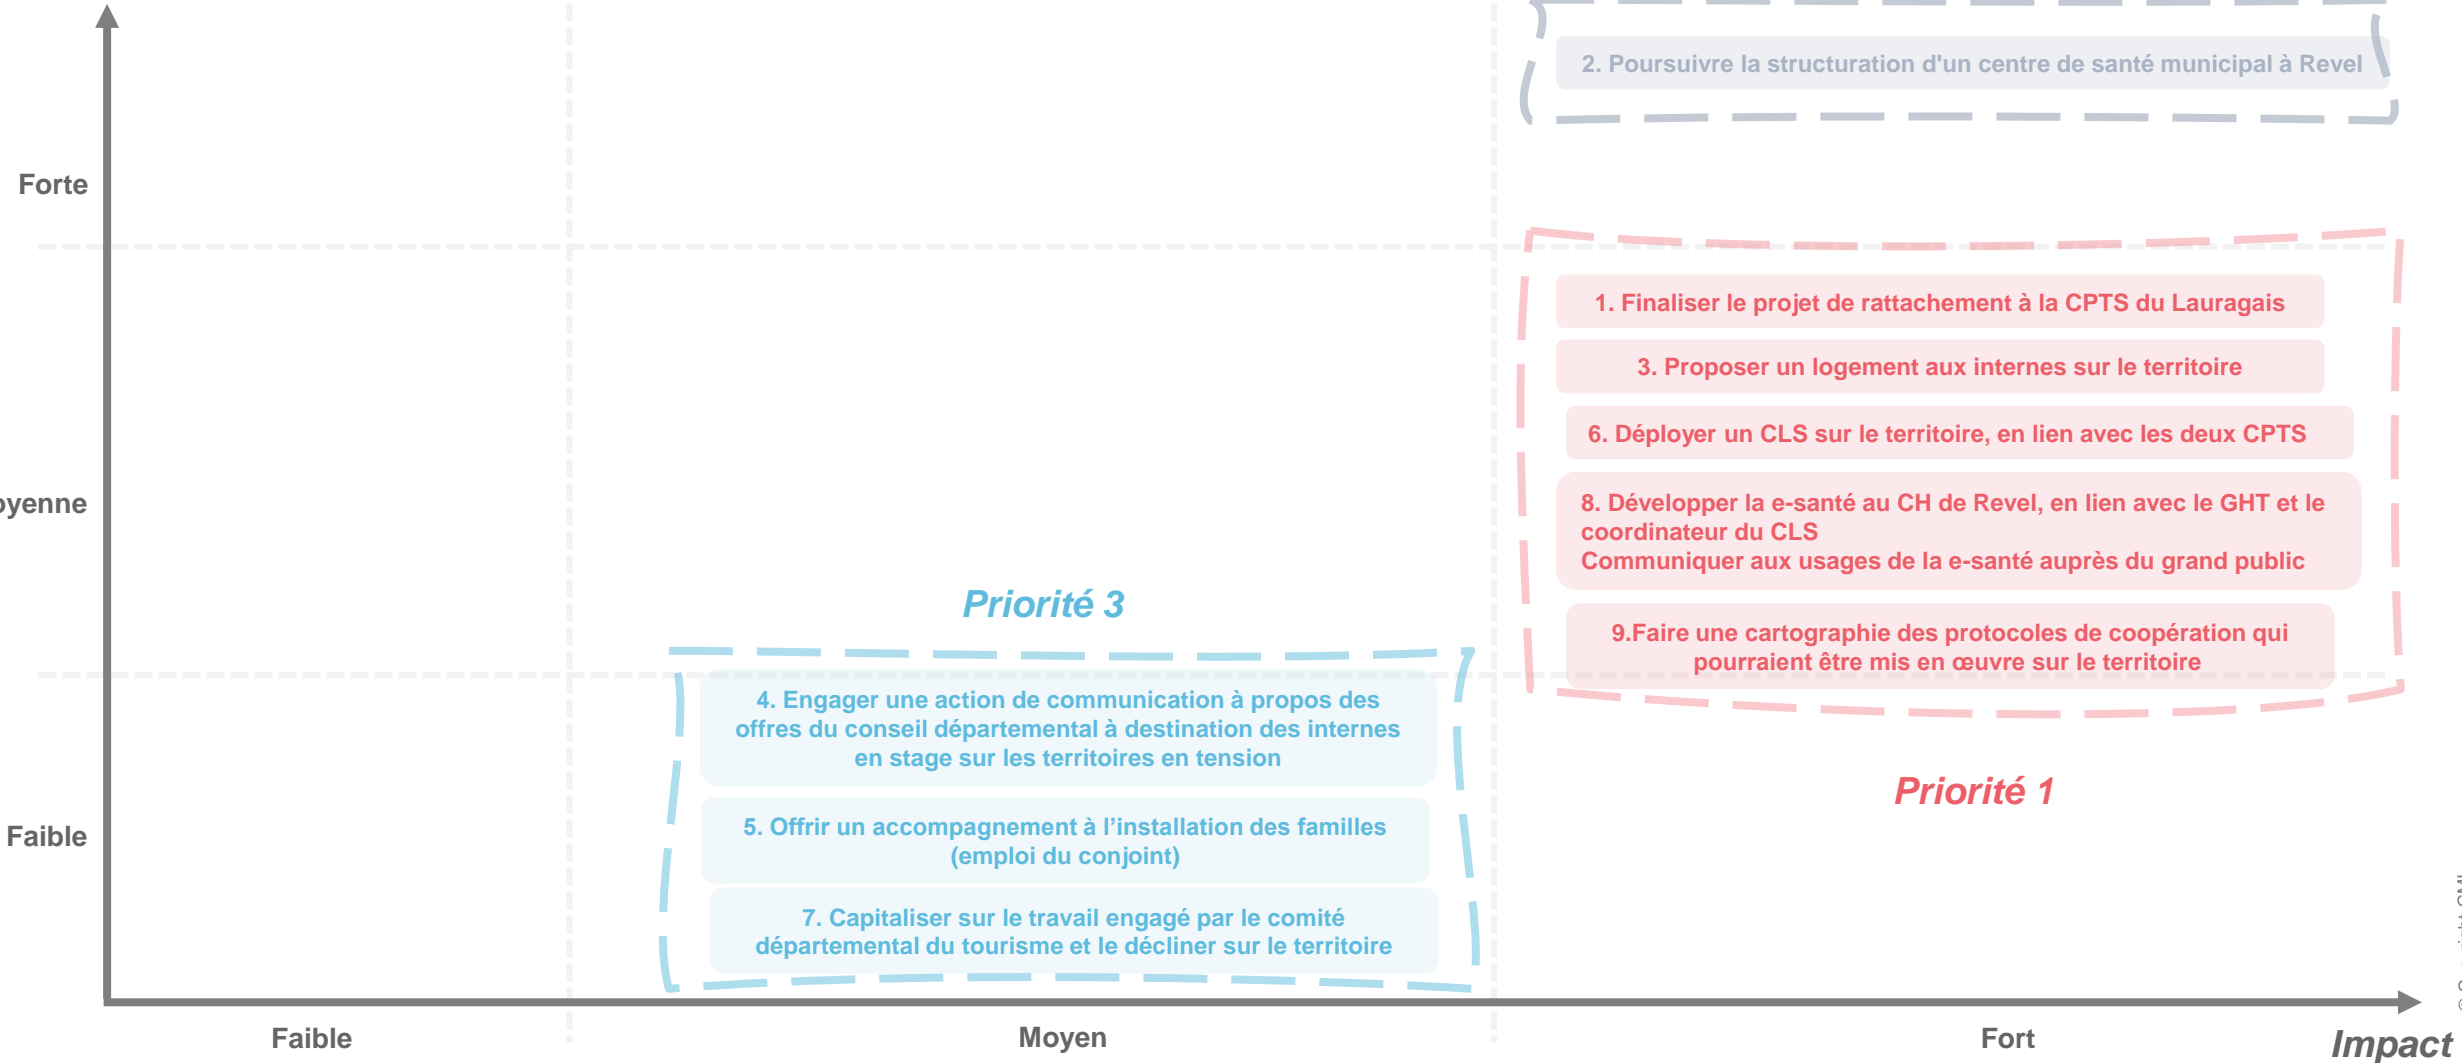 2. Poursuivre la structuration d'un centre de santé municipal à Revel
Forte
1. Finaliser le projet de rattachement à la CPTS du Lauragais
3. Proposer un logement aux internes sur le territoire
6. Déployer un CLS sur le territoire, en lien avec les deux CPTS
oyenne
8. Développer la e-santé au CH de Revel, en lien avec le GHT et le
coordinateur du CLS
Communiquer aux usages de la e-santé auprès du grand public
9.Faire une cartographie des protocoles de coopération qui
pourraient être mis en œuvre sur le territoire
Priorité 3
4. Engager une action de communication à propos des
offres du conseil départemental à destination des internes
en stage sur les territoires en tension
Priorité 1
Faible
5. Offrir un accompagnement à l’installation des familles
(emploi du conjoint)
7. Capitaliser sur le travail engagé par le comité
départemental du tourisme et le décliner sur le territoire
Faible
Moyen
Fort
Impact